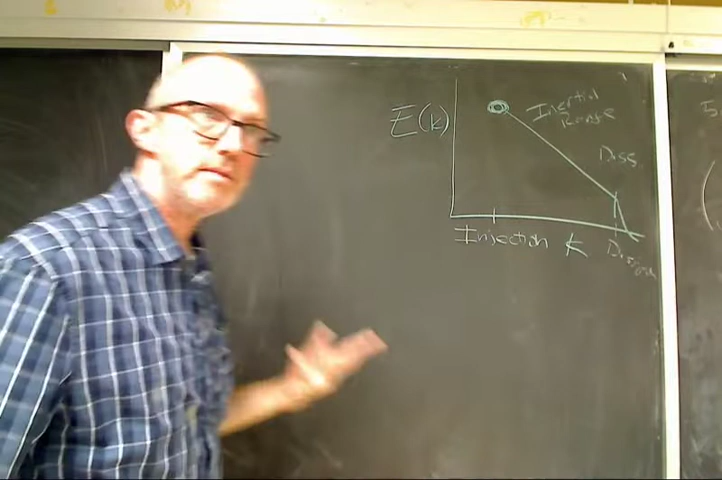 E(k)
Inertial
Range
Diss.
Injection
k